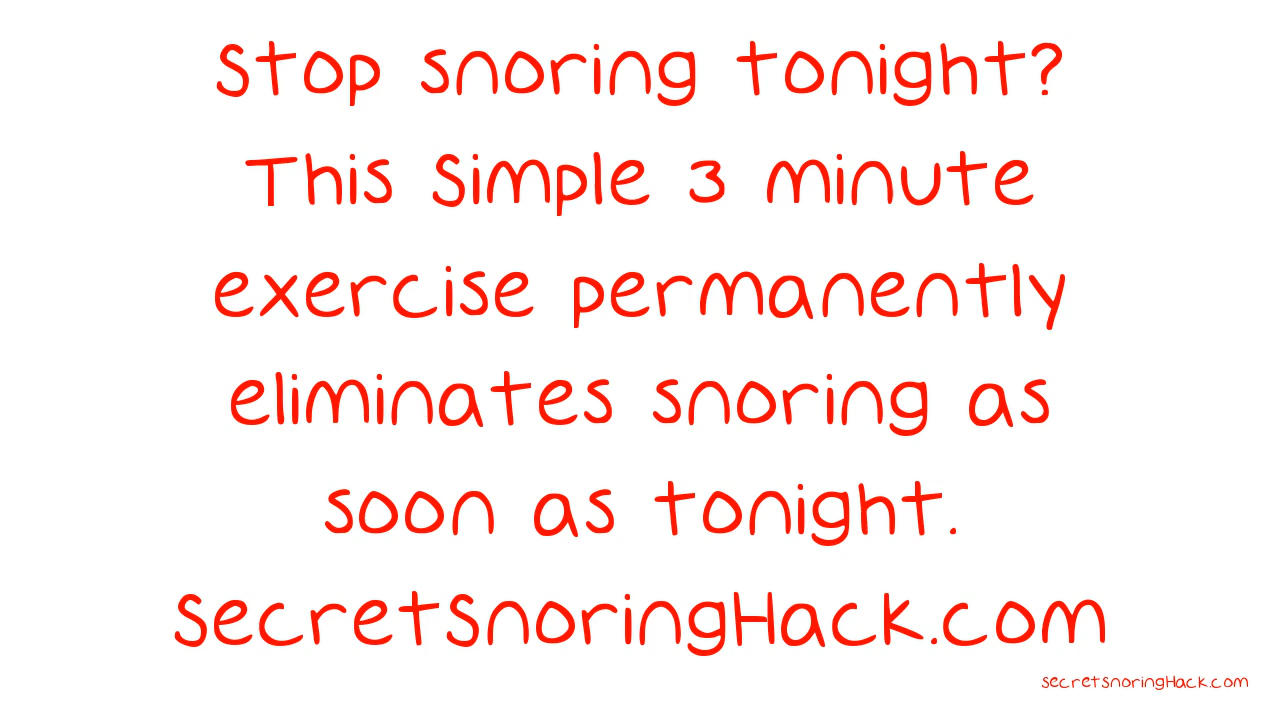 Stop snoring tonight?
This Simple 3 minute
exercise permanently
eliminates snoring as
soon as tonight.
SecretSnoringHack.com
secretsnoringHack.com